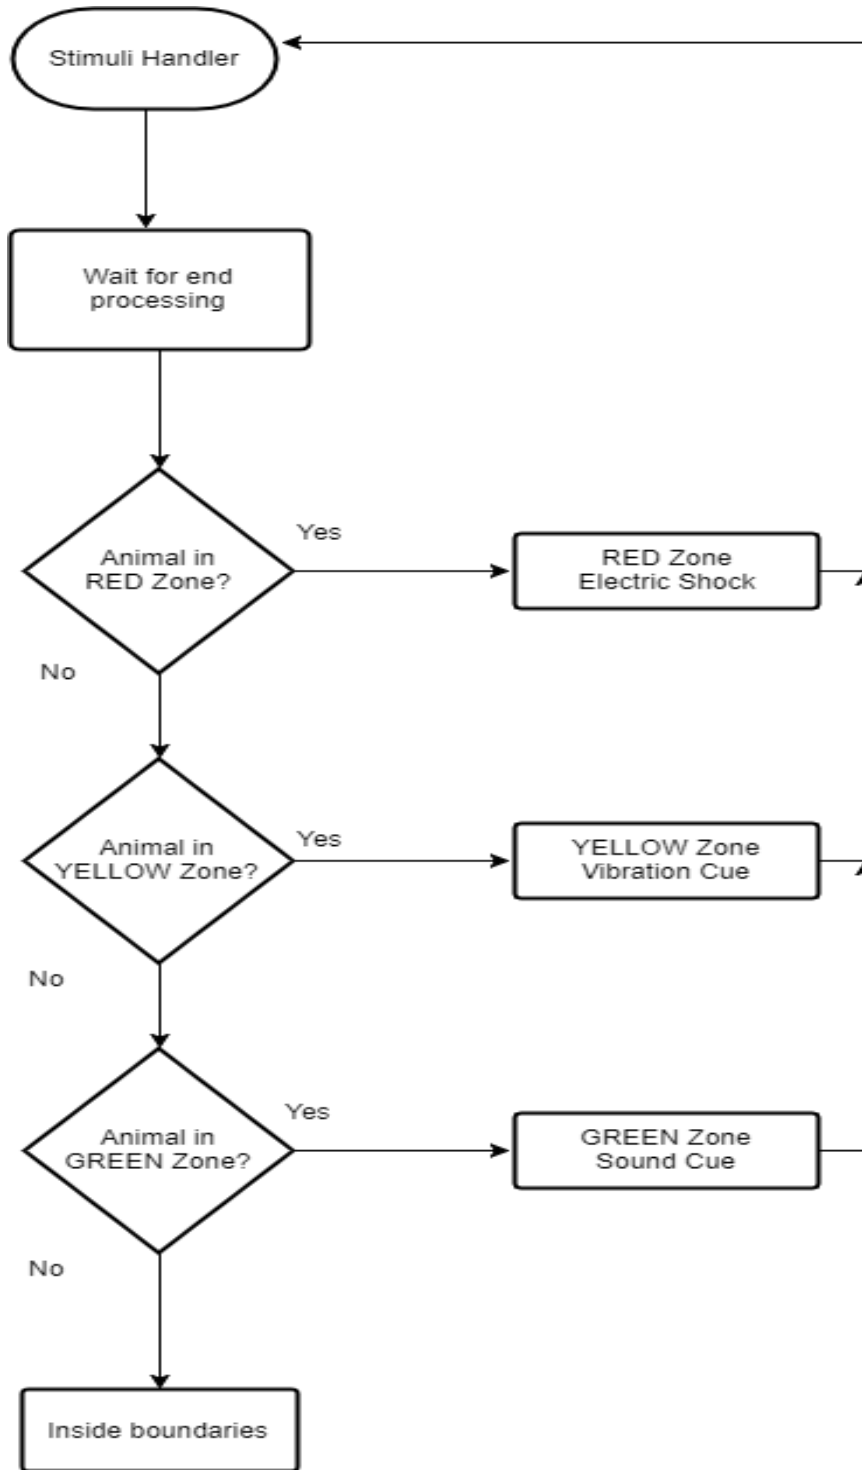 Stimuli Handler
Wait for end
processing
Animal in
RED Zone?
Yes
RED Zone
Electric Shock
No
Animal in
YELLOW Zone?
Yes
YELLOW Zone
Vibration Cue
No
Animal in
GREEN Zone?
Yes
GREEN Zone
Sound Cue
No
Inside boundaries